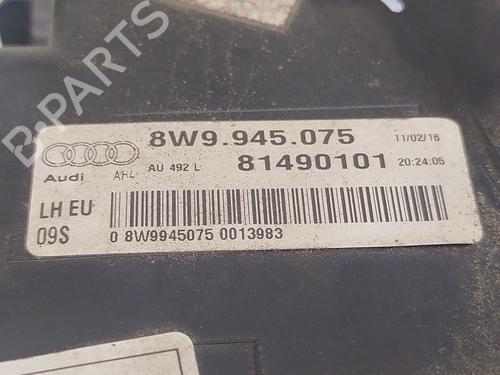 B-PARTS
8W9.945.075 11/02/16
Audi AH4 AU 492 L 81490101 20:24:05
LH EU
09S 0 8W9945075 0013983